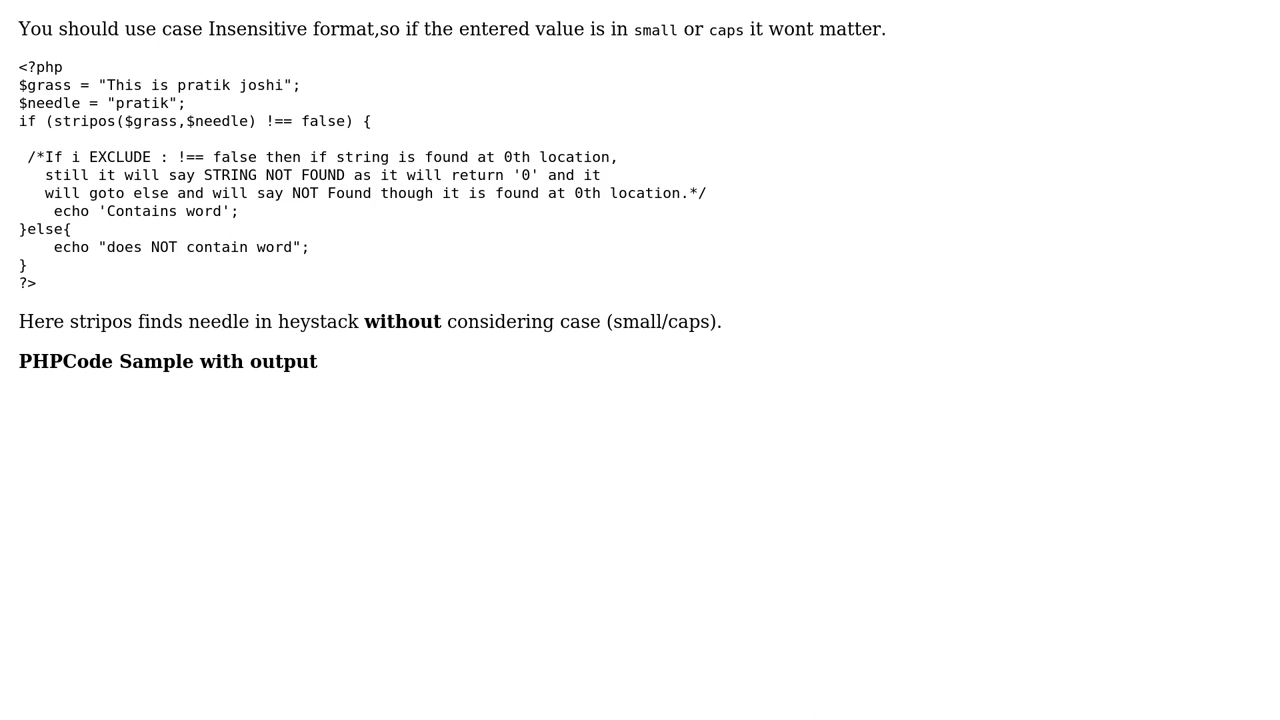 You should use case Insensitive format,so if the entered value is in small or caps it wont matter.
<?php
$grass = "This is pratik joshi";
$needle = "pratik";
if (stripos($grass,$needle) !== false) {
 /*If i EXCLUDE : !== false then if string is found at 0th location,
   still it will say STRING NOT FOUND as it will return '0' and it
   will goto else and will say NOT Found though it is found at 0th location.*/
    echo 'Contains word';
}else{
    echo "does NOT contain word";
}
?>
Here stripos finds needle in heystack without considering case (small/caps).
PHPCode Sample with output